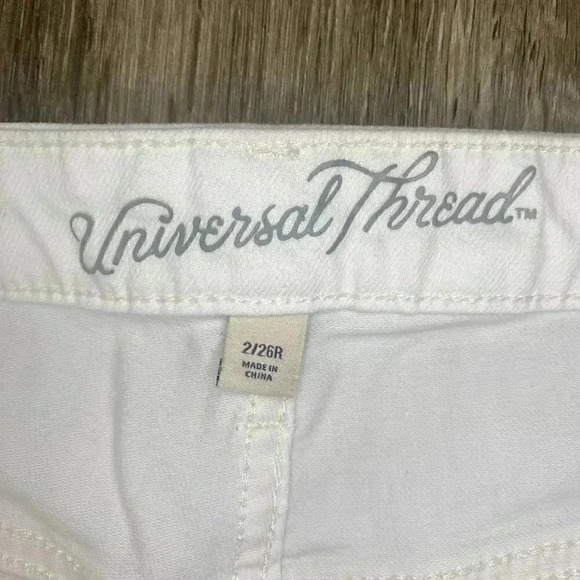 Universal Thread™
2/26R
MADE IN
CHINA